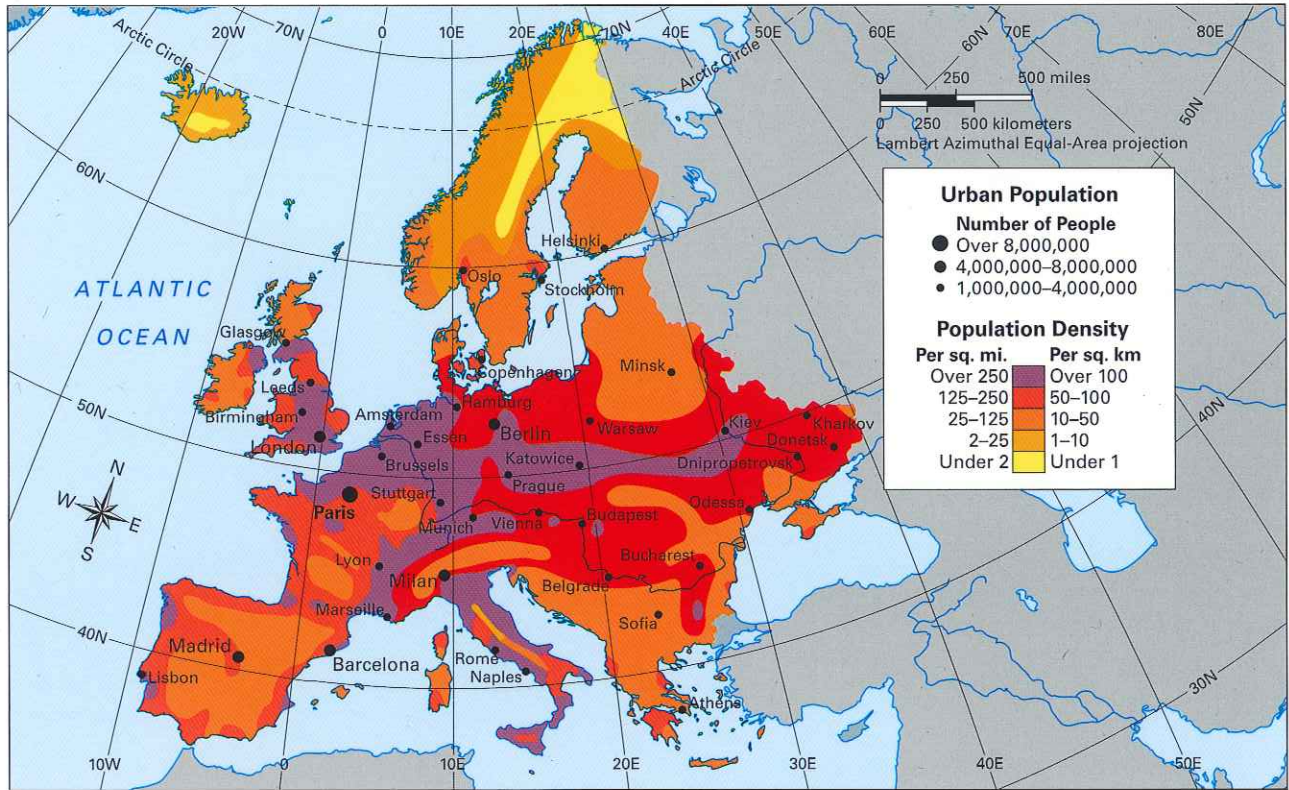 20W
70N
0
10E
20E
70N
Arctic Circle
Arctic Circle
60E
70E
60N
50N
0 250 500 miles
0 250 500 kilometers
Lambert Azimuthal Equal-Area projection
Urban Population
Number of People
Over 8,000,000
4,000,000–8,000,000
1,000,000–4,000,000
Population Density
Per sq. mi. Per sq. km
Over 250 Over 100
125–250 50–100
25–125 10–50
2–25 1–10
Under 2 Under 1
60N
ATLANTIC
OCEAN
Helsinki
Oslo
Stockholm
Glasgow
Copenhagen
Minsk
Leeds
Birmingham
Amsterdam
Hamburg
50N
London
Essen
Berlin
Warsaw
Kiev
Kharkov
Donetak
40N
Brussels
Katowice
Dnipropetrovsk
Prague
N
W E
S
Paris
Stuttgart
Munich
Vienna
Budapest
Odessa
Lyon
Milan
Bucharest
Belgrade
Marseille
Sofia
40N
Madrid
Barcelona
Rome
Naples
Lisbon
Athens
30N
10W
0
10E
20E
30E
40E
50E